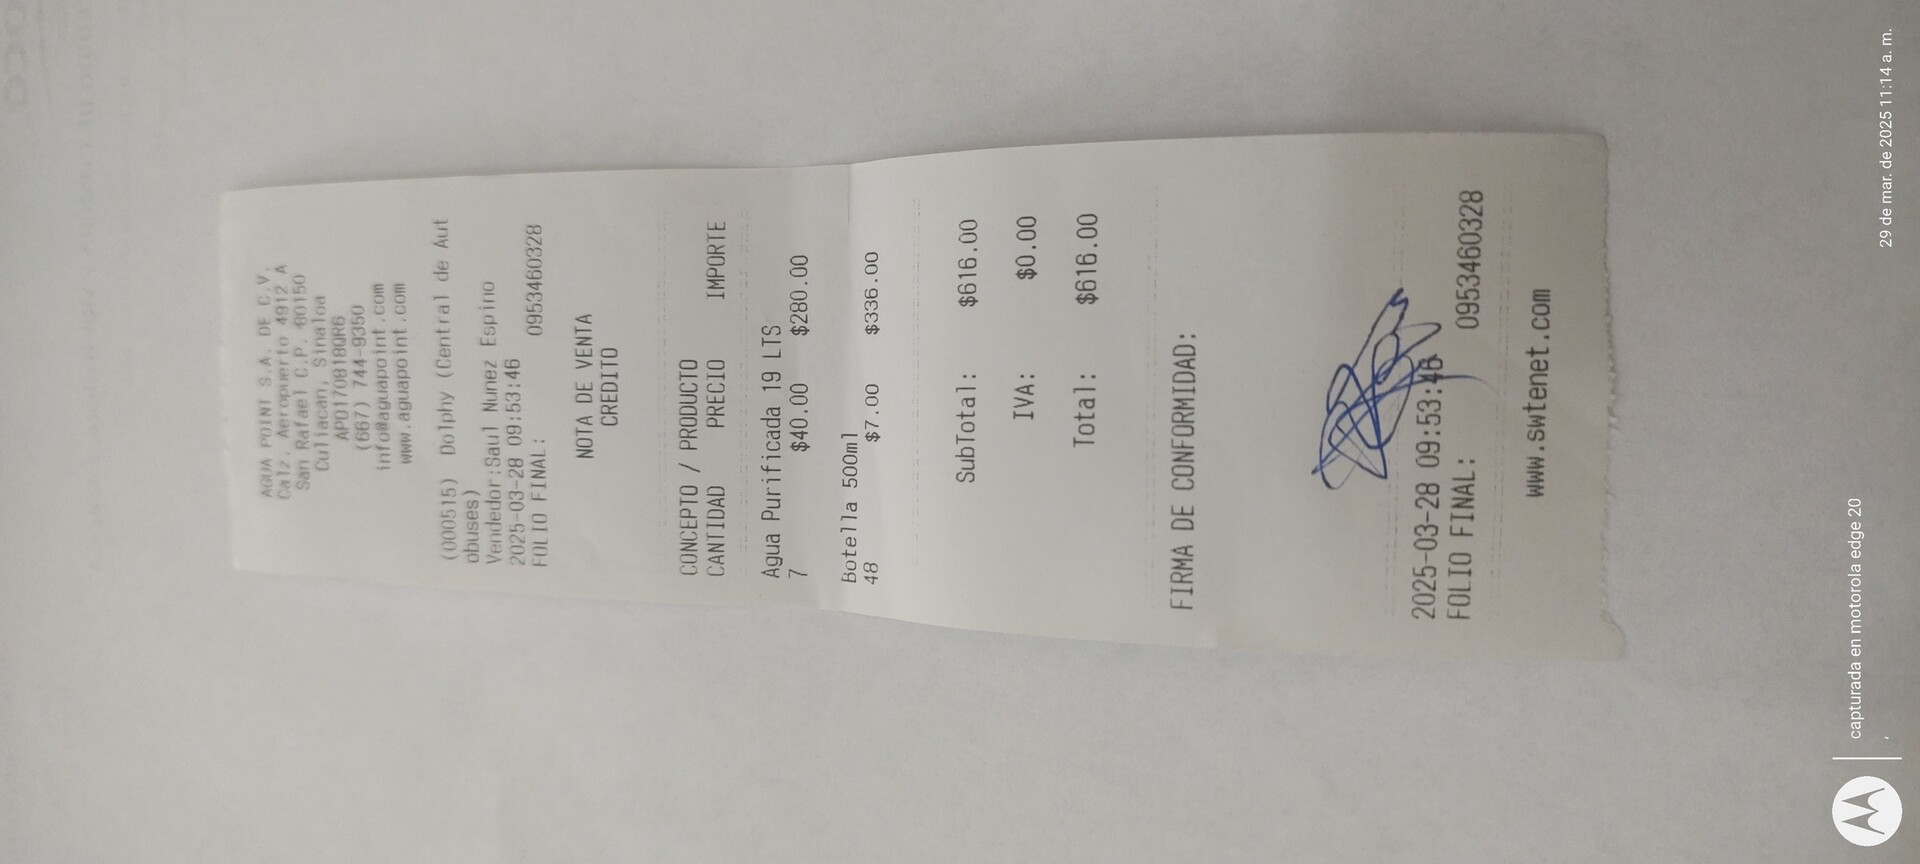 AQUA POINT S.A. DE C.V.
Calz. Aeropuerto 4912 A
San Rafael C.P. 80150
Culiacan, Sinaloa
APO170818QR6
(667) 744-9350
info@aguapoint.com
www.aguapoint.com
(000515) Dolphy (Central de Aut
obuses)
Vendedor:Saul Nunez Espino
2025-03-28 09:53:46
FOLIO FINAL: 0953460328
NOTA DE VENTA
CREDITO
CONCEPTO / PRODUCTO
CANTIDAD PRECIO IMPORTE
Agua Purificada 19 LTS
7 $40.00 $280.00
Botella 500ml
48 $7.00 $336.00
SubTotal: $616.00
IVA: $0.00
Total: $616.00
FIRMA DE CONFORMIDAD:
2025-03-28 09:53:46
FOLIO FINAL: 0953460328
www.swtenet.com
capturada en motorola edge 20
29 de mar. de 2025 11:14 a. m.